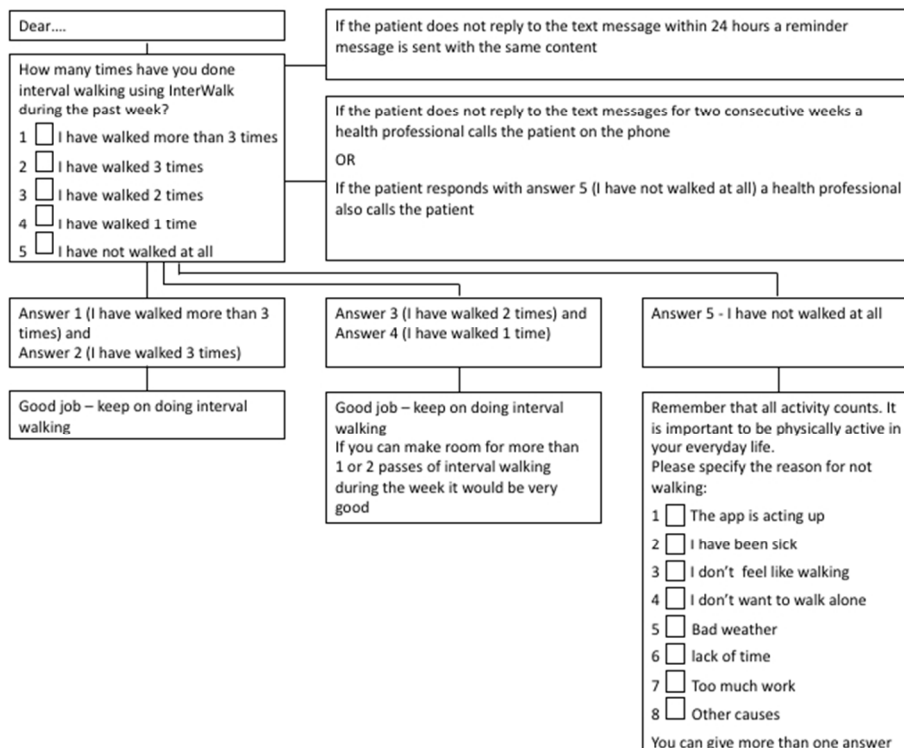 Dear....
If the patient does not reply to the text message within 24 hours a reminder
message is sent with the same content
How many times have you done
interval walking using InterWalk
during the past week?
1 I have walked more than 3 times
2 I have walked 3 times
3 I have walked 2 times
4 I have walked 1 time
5 I have not walked at all
If the patient does not reply to the text messages for two consecutive weeks a
health professional calls the patient on the phone
OR
If the patient responds with answer 5 (I have not walked at all) a health professional
also calls the patient
Answer 1 (I have walked more than 3
times) and
Answer 2 (I have walked 3 times)
Good job – keep on doing interval
walking
Answer 3 (I have walked 2 times) and
Answer 4 (I have walked 1 time)
Good job – keep on doing interval
walking
If you can make room for more than
1 or 2 passes of interval walking
during the week it would be very
good
Answer 5 - I have not walked at all
Remember that all activity counts. It
is important to be physically active in
your everyday life.
Please specify the reason for not
walking:
1 The app is acting up
2 I have been sick
3 I don't feel like walking
4 I don't want to walk alone
5 Bad weather
6 lack of time
7 Too much work
8 Other causes
You can give more than one answer